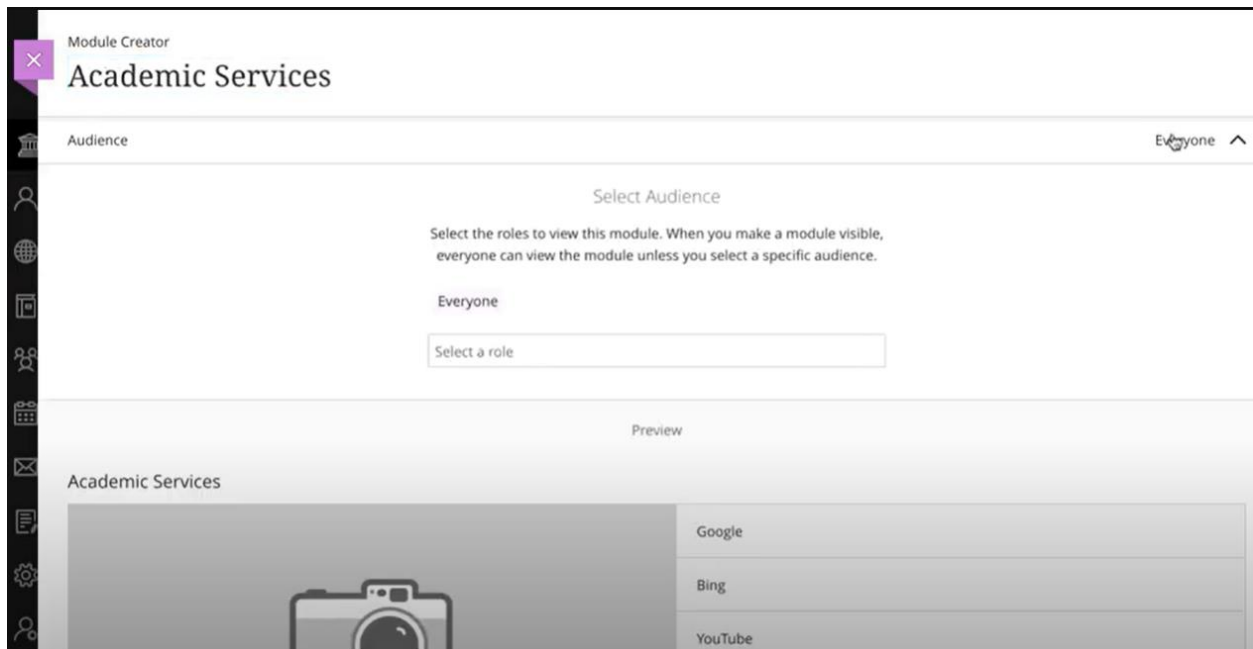 Module Creator
Academic Services
Audience
Everyone
Select Audience
Select the roles to view this module. When you make a module visible,
everyone can view the module unless you select a specific audience.
Everyone
Select a role
Preview
Academic Services
Google
Bing
YouTube